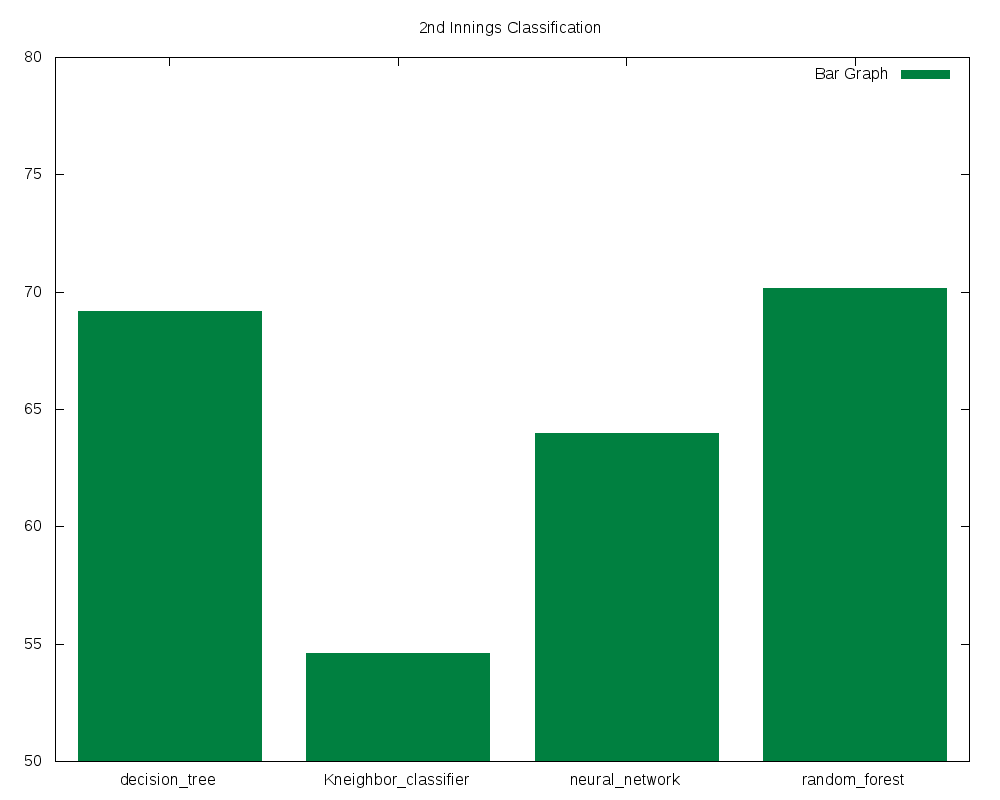 2nd Innings Classification
80
Bar Graph
75
70
65
60
55
50
decision_tree Kneighbor_classifier neural_network random_forest